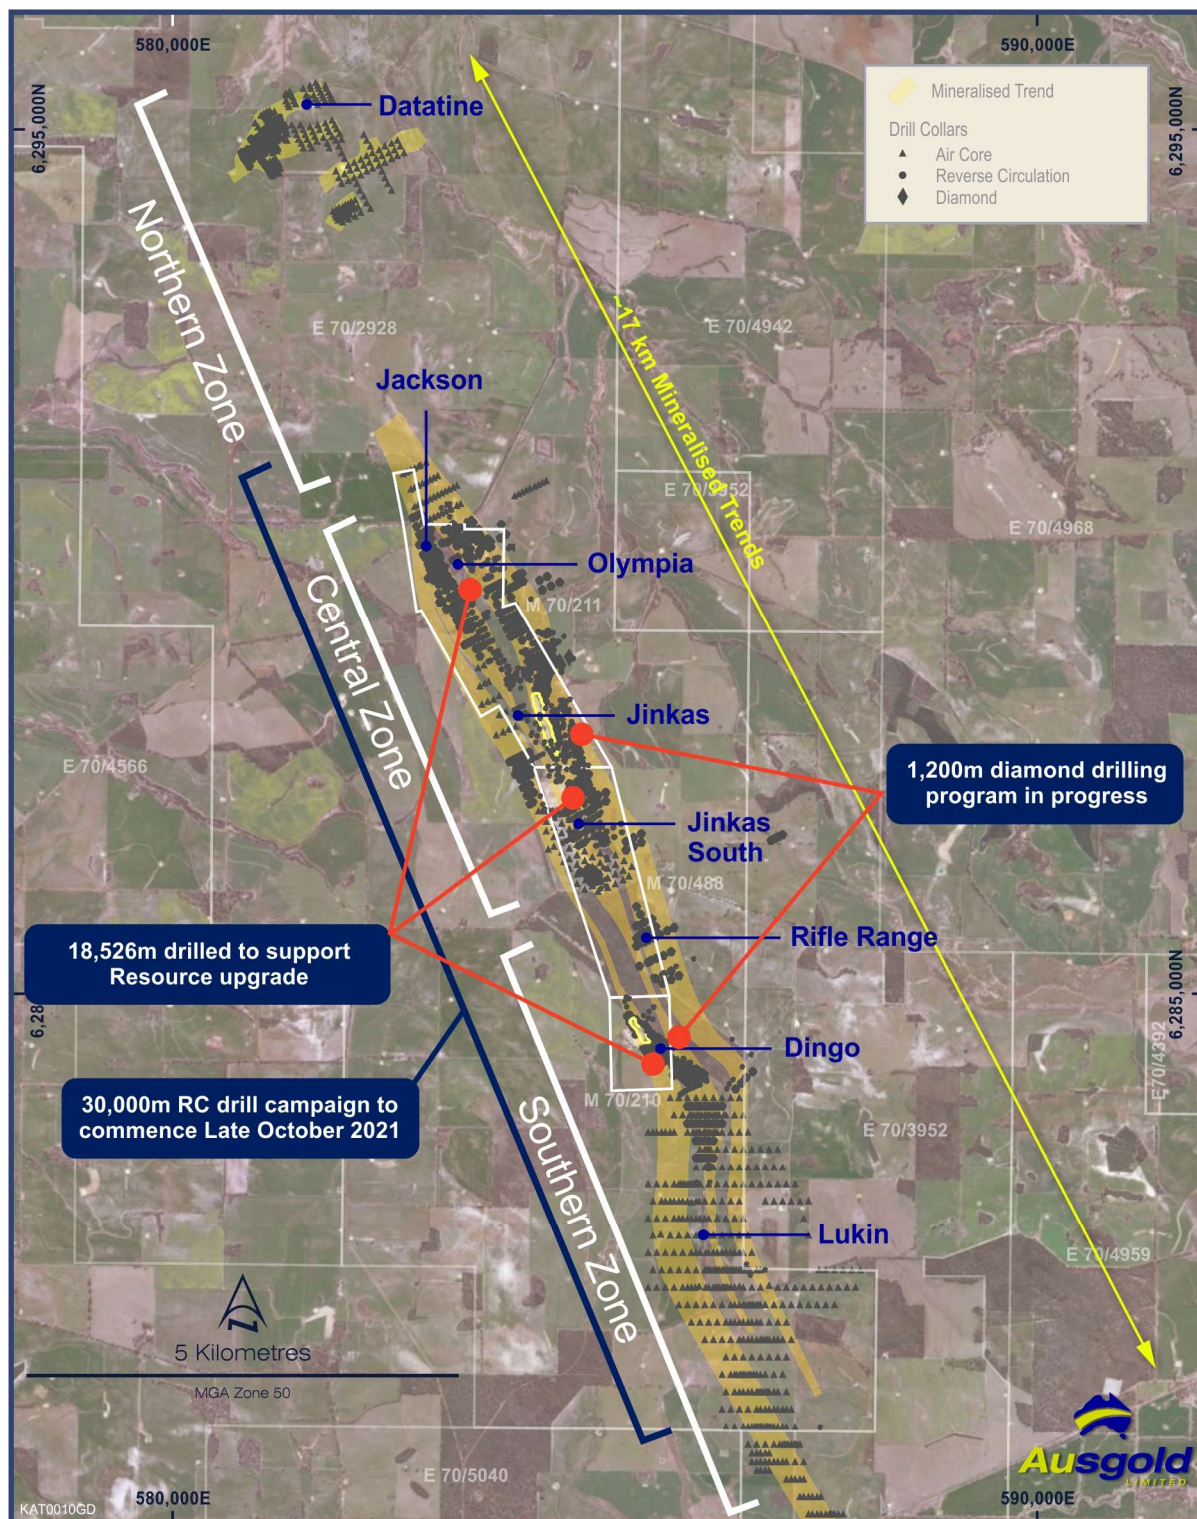 580,000E
590,000E
6,295,000N
6,295,000N
Mineralised Trend
Drill Collars
Air Core
Reverse Circulation
Diamond
Datatine
Northern Zone
E 70/2928
E 70/4942
~17 km Mineralised Trends
Jackson
E 70/3952
E 70/4968
Olympia
M 70/211
Central Zone
Jinkas
E 70/4566
1,200m diamond drilling
program in progress
Jinkas
South
M 70/488
18,526m drilled to support
Resource upgrade
Rifle Range
6,285,000N
Dingo
E70/4392
30,000m RC drill campaign to
commence Late October 2021
M 70/210
E 70/3952
Southern Zone
Lukin
E 70/4959
5 Kilometres
MGA Zone 50
Ausgold
LIMITED
E 70/5040
580,000E
590,000E
KAT0010GD